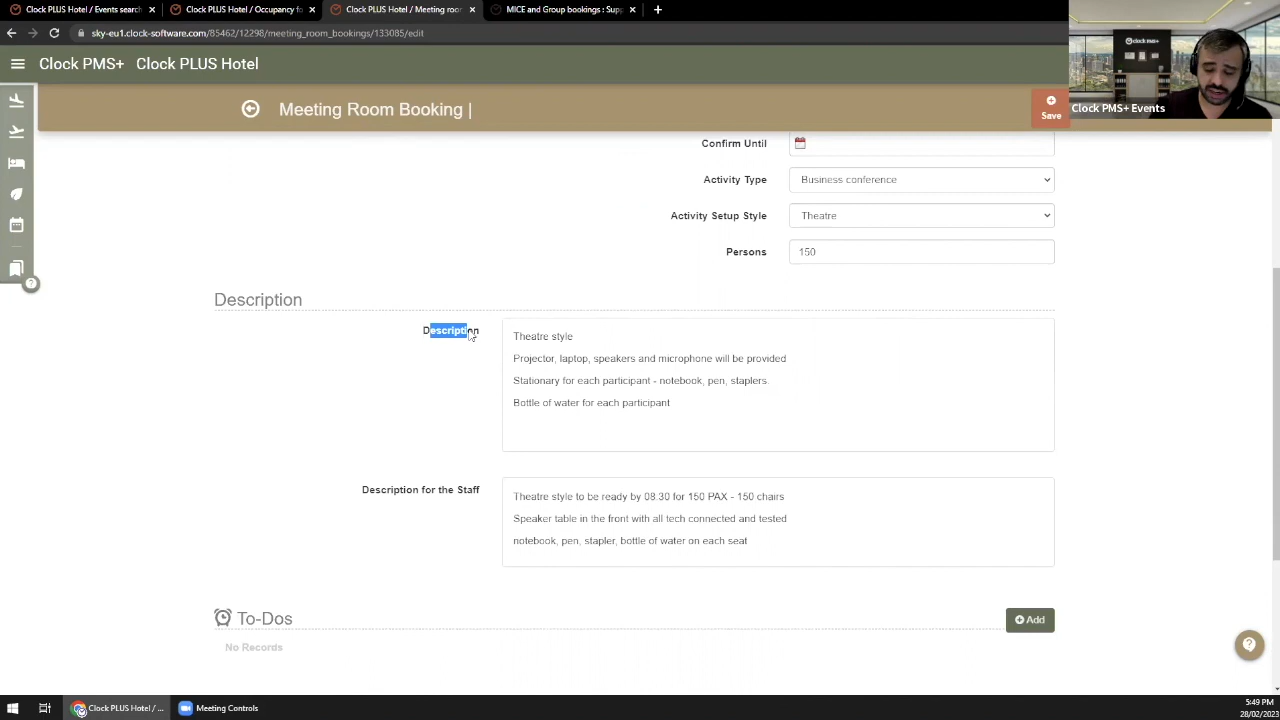 Clock PLUS Hotel / Events search
Clock PLUS Hotel / Occupancy fo
Clock PLUS Hotel / Meeting roor
MICE and Group bookings : Supp
sky-eu1.clock-software.com/85462/12298/meeting_room_bookings/133085/edit
Clock PMS+ Clock PLUS Hotel
clock PMS+
Clock PMS+ Events
Meeting Room Booking |
Save
Confirm Until
Activity Type
Business conference
Activity Setup Style
Theatre
Persons
150
Description
Description
Theatre style
Projector, laptop, speakers and microphone will be provided
Stationary for each participant - notebook, pen, staplers.
Bottle of water for each participant
Description for the Staff
Theatre style to be ready by 08.30 for 150 PAX - 150 chairs
Speaker table in the front with all tech connected and tested
notebook, pen, stapler, bottle of water on each seat
To-Dos
Add
No Records
Clock PLUS Hotel / ...
Meeting Controls
5:49 PM
28/02/2023